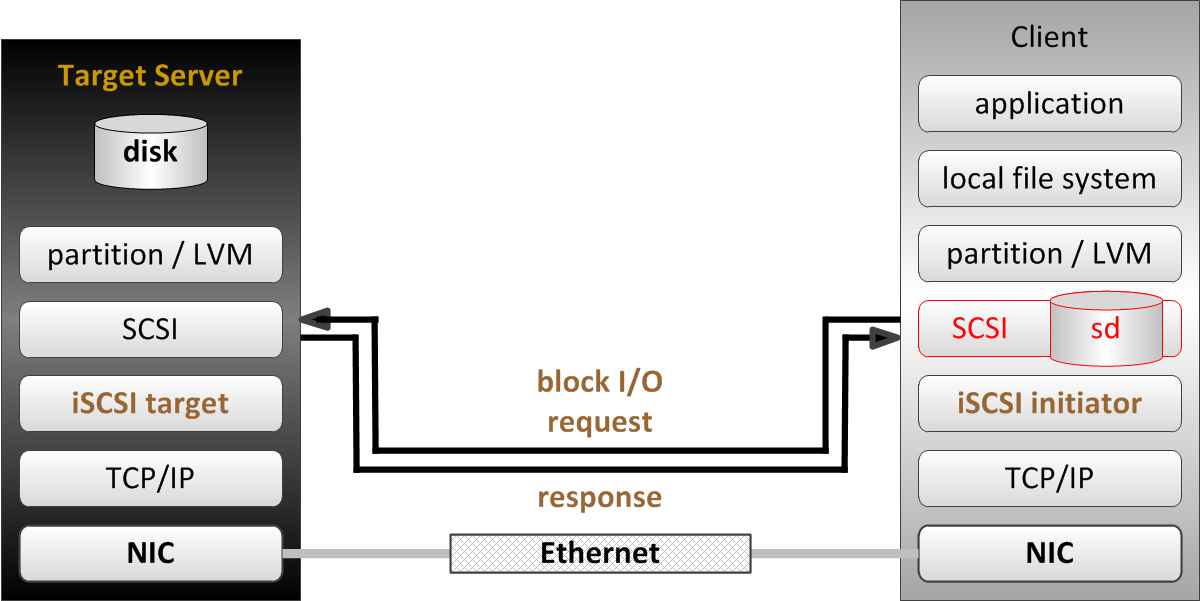 Target Server
disk
partition / LVM
SCSI
iSCSI target
TCP/IP
NIC
block I/O
request
response
Ethernet
Client
application
local file system
partition / LVM
SCSI
sd
iSCSI initiator
TCP/IP
NIC